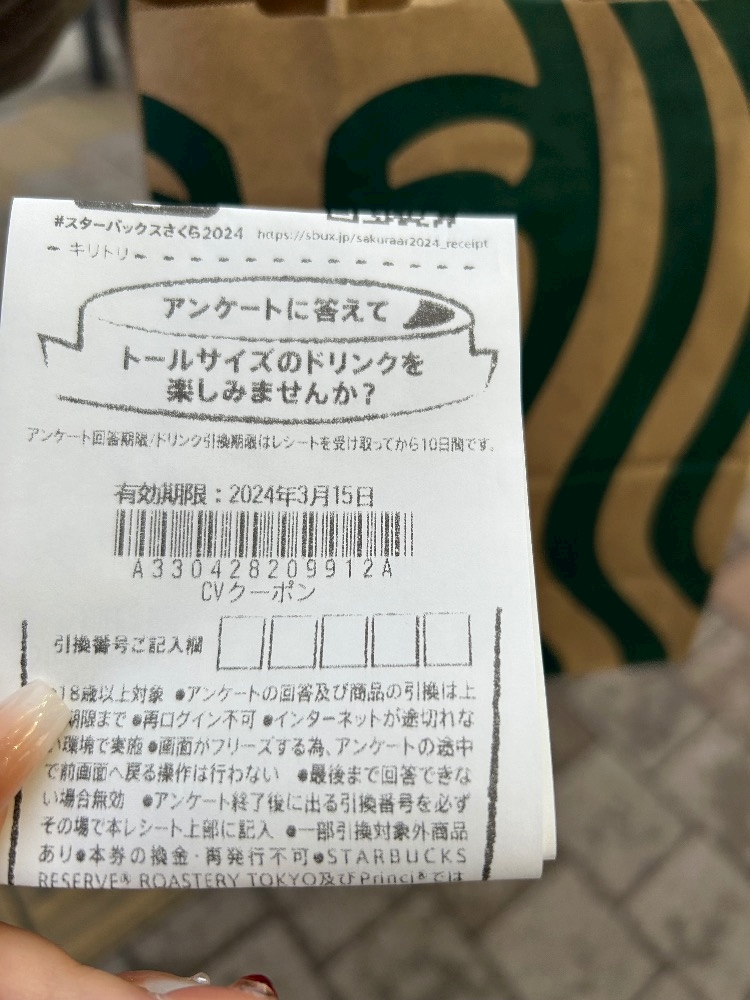 #スターバックスさくら2024 https://sbux.jp/sakuraar2024_receipt
キリトリ
アンケートに答えて
トールサイズのドリンクを
楽しみませんか?
アンケート回答期限/ドリンク引換期限はレシートを受け取ってから10日間です。
有効期限:2024年3月15日
A330428209912A
CVクーポン
引換番号ご記入欄
18歳以上対象 ●アンケートの回答及び商品の引換は上
期限まで ●再ログイン不可 ●インターネットが途切れな
い環境で実施 ●画面がフリーズする為、アンケートの途中
で前画面へ戻る操作は行わない ●最後まで回答できな
い場合無効 ●アンケート終了後に出る引換番号を必ず
その場で本レシート上部に記入 ●一部引換対象外商品
あり●本券の換金・再発行不可●STARBUCKS
RESERVE® ROASTERY TOKYO及びPrinci®では